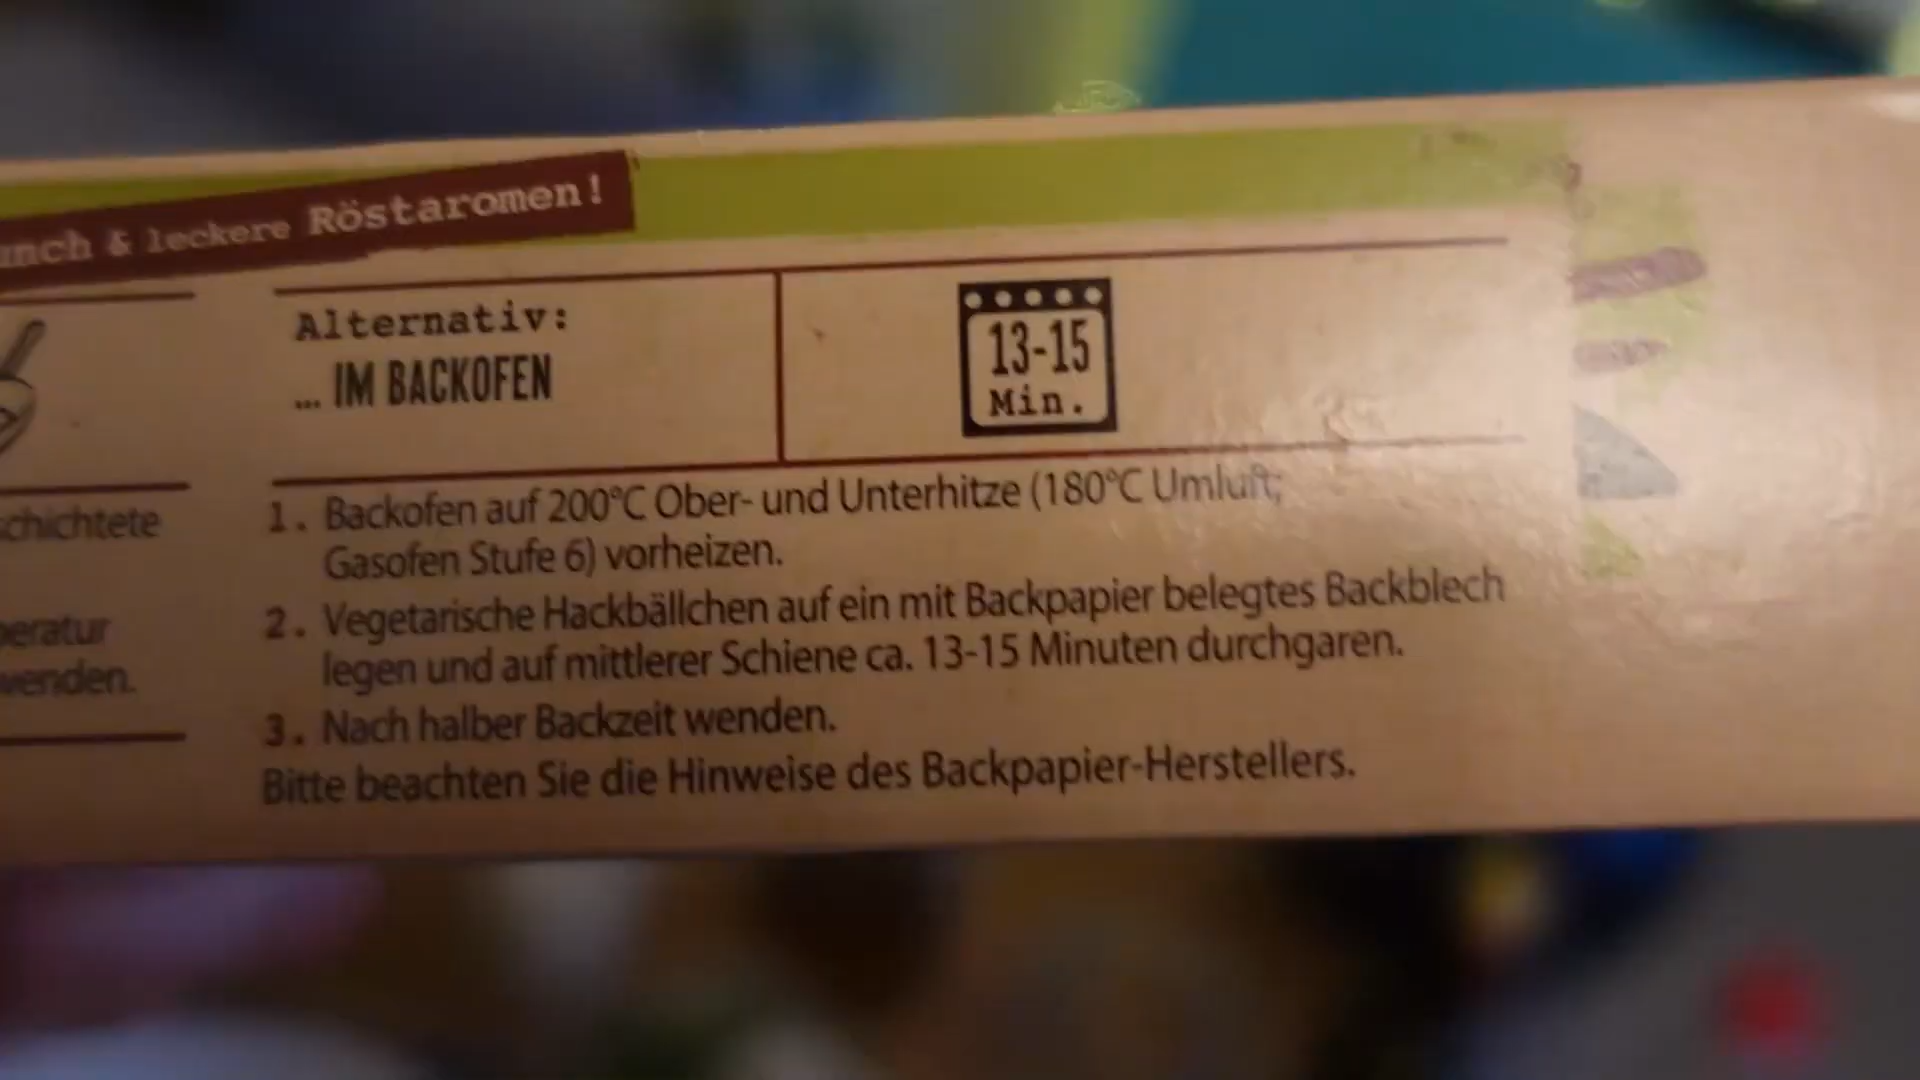 & leckere Röstaromen!
Alternativ:
... IM BACKOFEN
13-15
Min.
1. Backofen auf 200°C Ober- und Unterhitze (180°C Umluft;
Gasofen Stufe 6) vorheizen.
2. Vegetarische Hackbällchen auf ein mit Backpapier belegtes Backblech
legen und auf mittlerer Schiene ca. 13-15 Minuten durchgaren.
3. Nach halber Backzeit wenden.
Bitte beachten Sie die Hinweise des Backpapier-Herstellers.
schichtete
peratur
wenden.